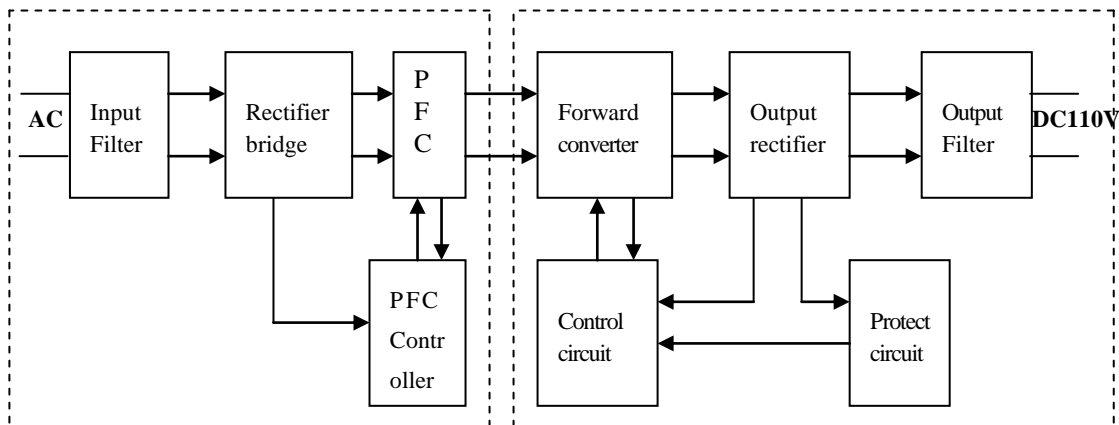 AC
Input
Filter
Rectifier
bridge
P
F
C
Forward
converter
Output
rectifier
Output
Filter
DC110V
PFC
Contr
oller
Control
circuit
Protect
circuit